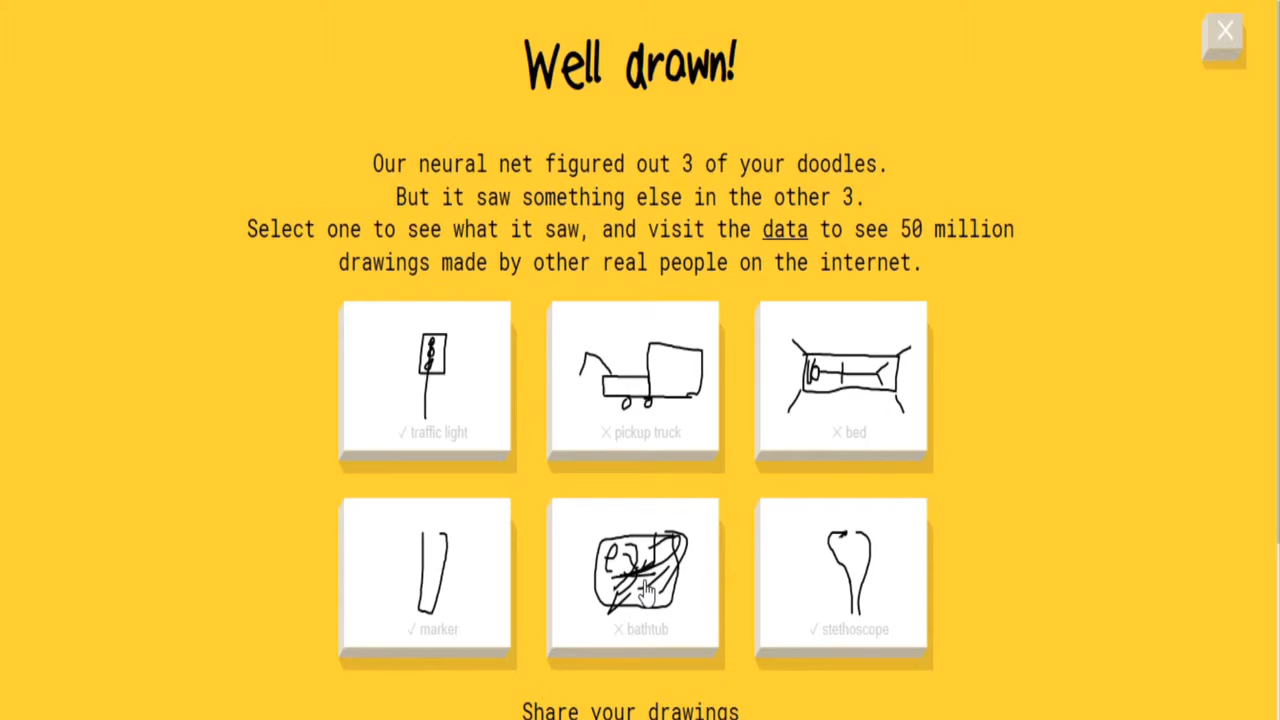 X
Well drawn!
Our neural net figured out 3 of your doodles.
But it saw something else in the other 3.
Select one to see what it saw, and visit the data to see 50 million
drawings made by other real people on the internet.
✓ traffic light
X pickup truck
X bed
✓ marker
X bathtub
✓ stethoscope
Share your drawings